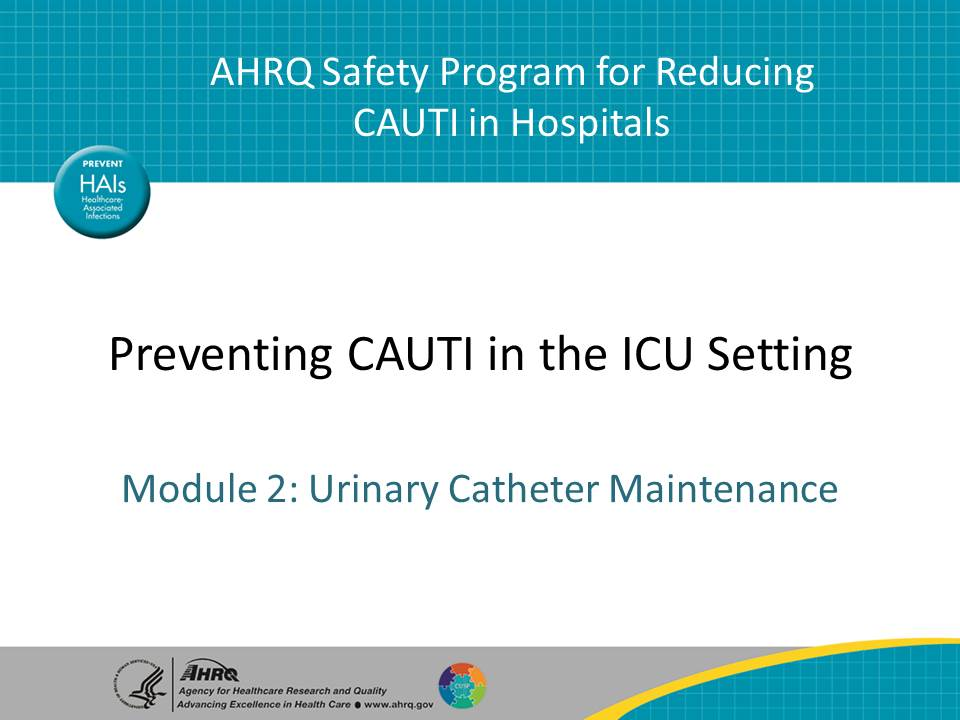 AHRQ Safety Program for Reducing
CAUTI in Hospitals
PREVENT
HAIs
Healthcare-
Associated
Infections
Preventing CAUTI in the ICU Setting
Module 2: Urinary Catheter Maintenance
AHRQ
Agency for Healthcare Research and Quality
Advancing Excellence in Health Care ● www.ahrq.gov
CUSP